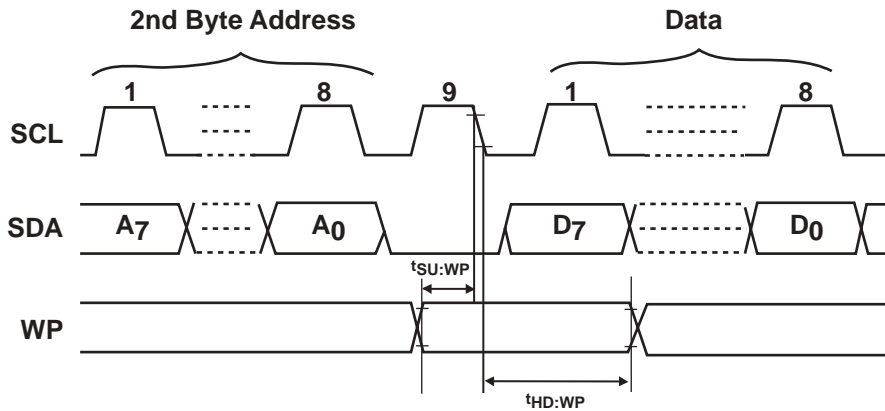 2nd Byte Address Data
1 8 9 1 8
SCL
SDA A7 A0 D7 D0
tSU:WP
WP
tHD:WP